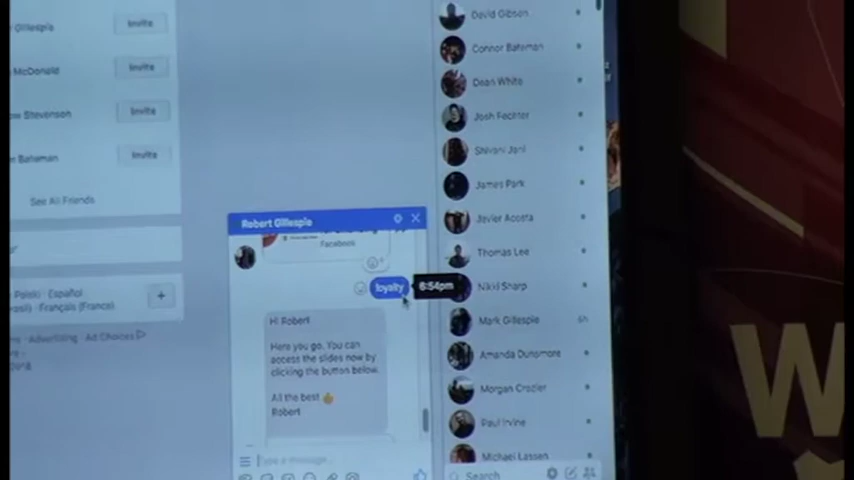 Gillespie
Invite
McDonald
Invite
Stevenson
Invite
Bateman
Invite
See All Friends
Polski · Español
Français (France)
+
Advertising · Ad Choices
David Gibson
Connor Bateman
Dean White
Josh Fechter
Shivani Jani
James Park
Javier Acosta
Thomas Lee
Nikki Sharp
Mark Gillespie
Amanda Dunsmore
Morgan Crozier
Paul Irvine
Michael Lassen
Search
Robert Gillespie
Facebook
loyalty
6:54pm
Hi Robert
Here you go. You can
access the slides now by
clicking the button below.
All the best 👍
Robert
Type a message...
W